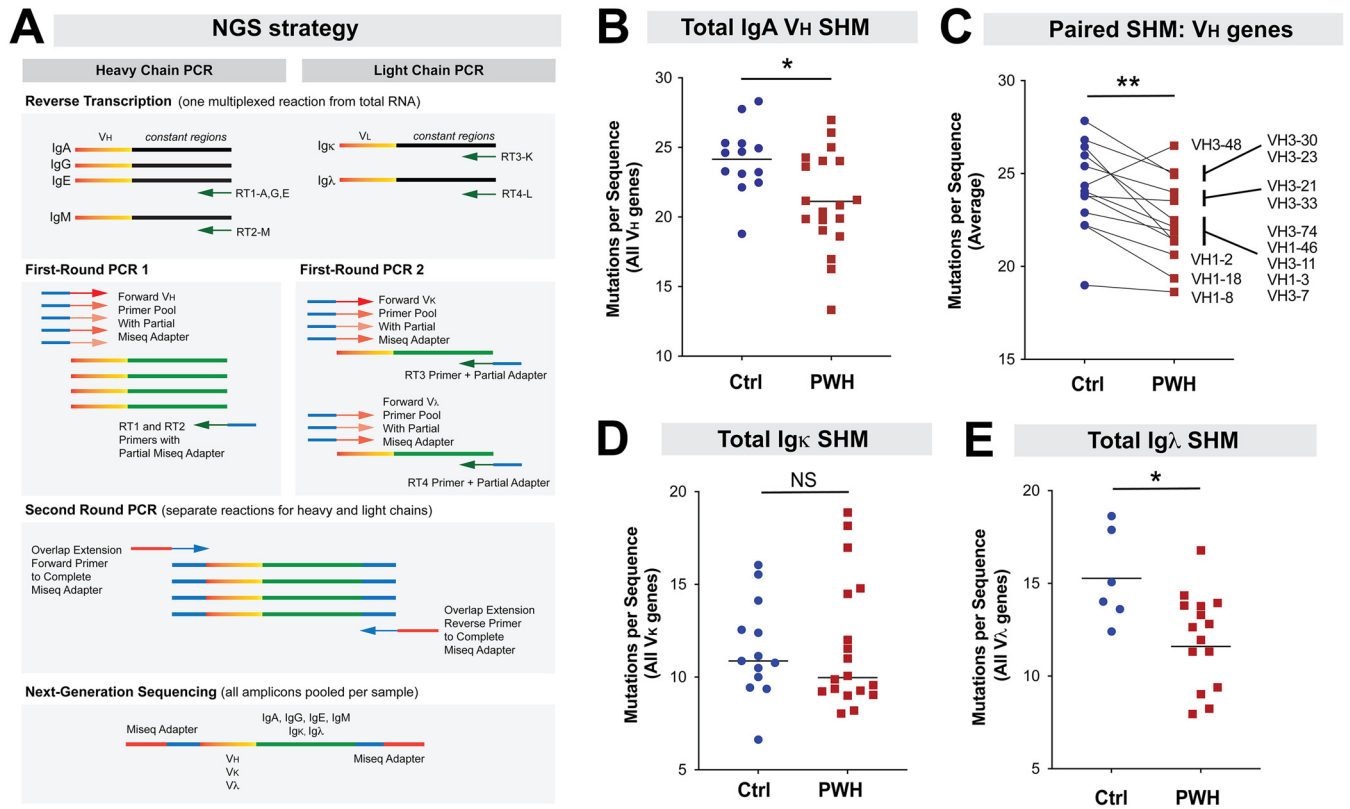 A
NGS strategy
Heavy Chain PCR
Light Chain PCR
Reverse Transcription (one multiplexed reaction from total RNA)
VH
constant regions
IgA
IgG
IgE
RT1-A,G,E
IgM
RT2-M
VL
constant regions
Igκ
RT3-K
Igλ
RT4-L
First-Round PCR 1
Forward VH
Primer Pool
With Partial
Miseq Adapter
RT1 and RT2
Primers with
Partial Miseq Adapter
First-Round PCR 2
Forward Vκ
Primer Pool
With Partial
Miseq Adapter
RT3 Primer + Partial Adapter
Forward Vλ
Primer Pool
With Partial
Miseq Adapter
RT4 Primer + Partial Adapter
Second Round PCR (separate reactions for heavy and light chains)
Overlap Extension
Forward Primer
to Complete
Miseq Adapter
Overlap Extension
Reverse Primer
to Complete
Miseq Adapter
Next-Generation Sequencing (all amplicons pooled per sample)
Miseq Adapter
IgA, IgG, IgE, IgM
Igκ, Igλ
Miseq Adapter
VH
Vκ
Vλ
B
Total IgA VH SHM
*
Mutations per Sequence
(All VH genes)
30
25
20
15
10
Ctrl
PWH
C
Paired SHM: VH genes
**
Mutations per Sequence
(Average)
30
25
20
15
Ctrl
PWH
VH3-48
VH1-2
VH1-18
VH1-8
VH3-30
VH3-23
VH3-21
VH3-33
VH3-74
VH1-46
VH3-11
VH1-3
VH3-7
D
Total Igκ SHM
NS
Mutations per Sequence
(All Vκ genes)
20
15
10
5
Ctrl
PWH
E
Total Igλ SHM
*
Mutations per Sequence
(All Vλ genes)
20
15
10
5
Ctrl
PWH